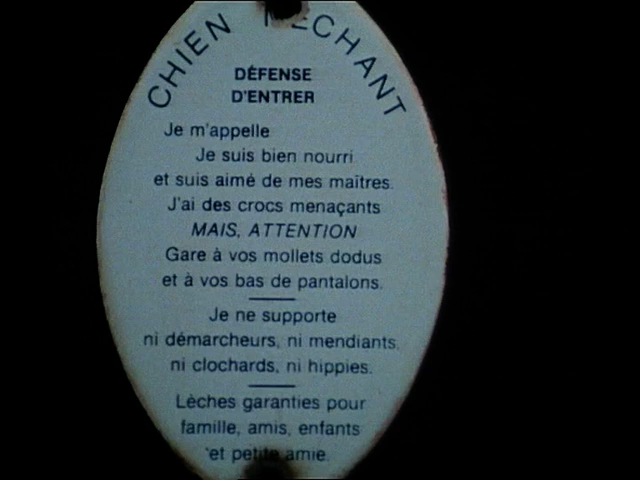 CHIEN MÉCHANT
DÉFENSE
D'ENTRER
Je m'appelle
Je suis bien nourri
et suis aimé de mes maîtres.
J'ai des crocs menaçants
MAIS, ATTENTION
Gare à vos mollets dodus
et à vos bas de pantalons.
Je ne supporte
ni démarcheurs, ni mendiants,
ni clochards, ni hippies.
Lèches garanties pour
famille, amis, enfants
et petite amie.